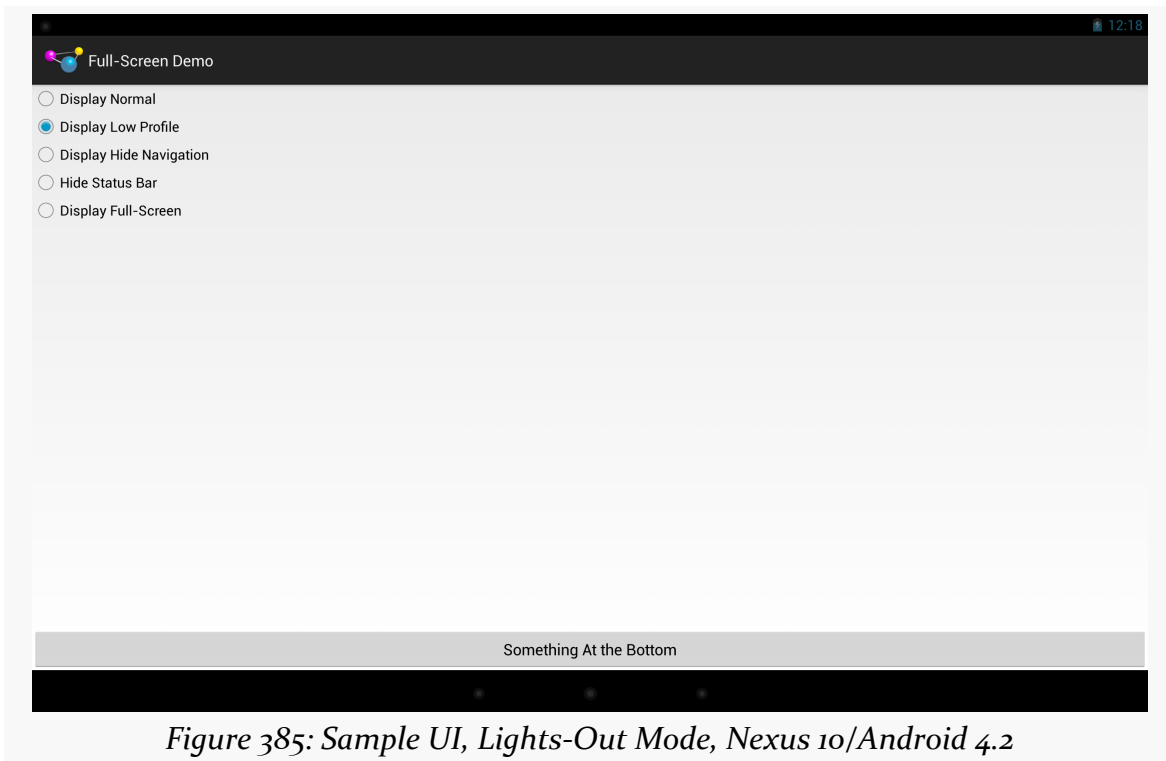 12:18
Full-Screen Demo
Display Normal
Display Low Profile
Display Hide Navigation
Hide Status Bar
Display Full-Screen
Something At the Bottom
Figure 385: Sample UI, Lights-Out Mode, Nexus 10/Android 4.2